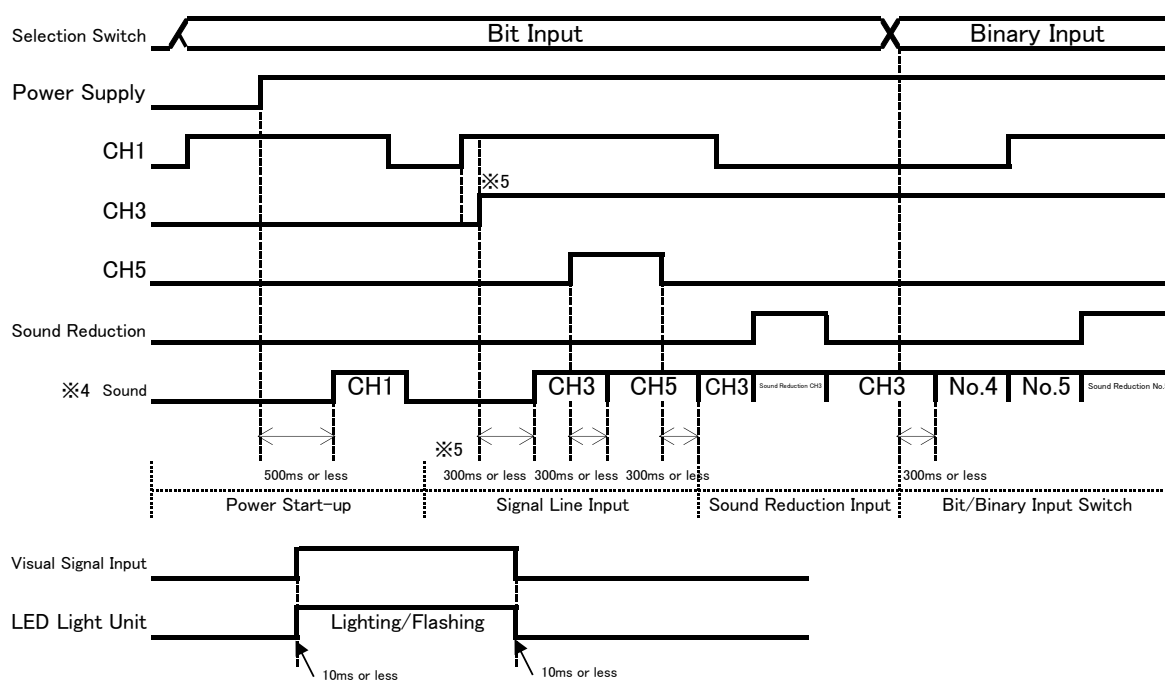 Selection Switch Bit Input Binary Input
Power Supply
CH1
※5
CH3
CH5
Sound Reduction
※4 Sound CH1 CH3 CH5 CH3 Sound Reduction CH3 CH3 No.4 No.5 Sound Reduction No.
※5
500ms or less 300ms or less 300ms or less 300ms or less 300ms or less
Power Start-up Signal Line Input Sound Reduction Input Bit/Binary Input Switch
Visual Signal Input
LED Light Unit Lighting/Flashing
10ms or less 10ms or less